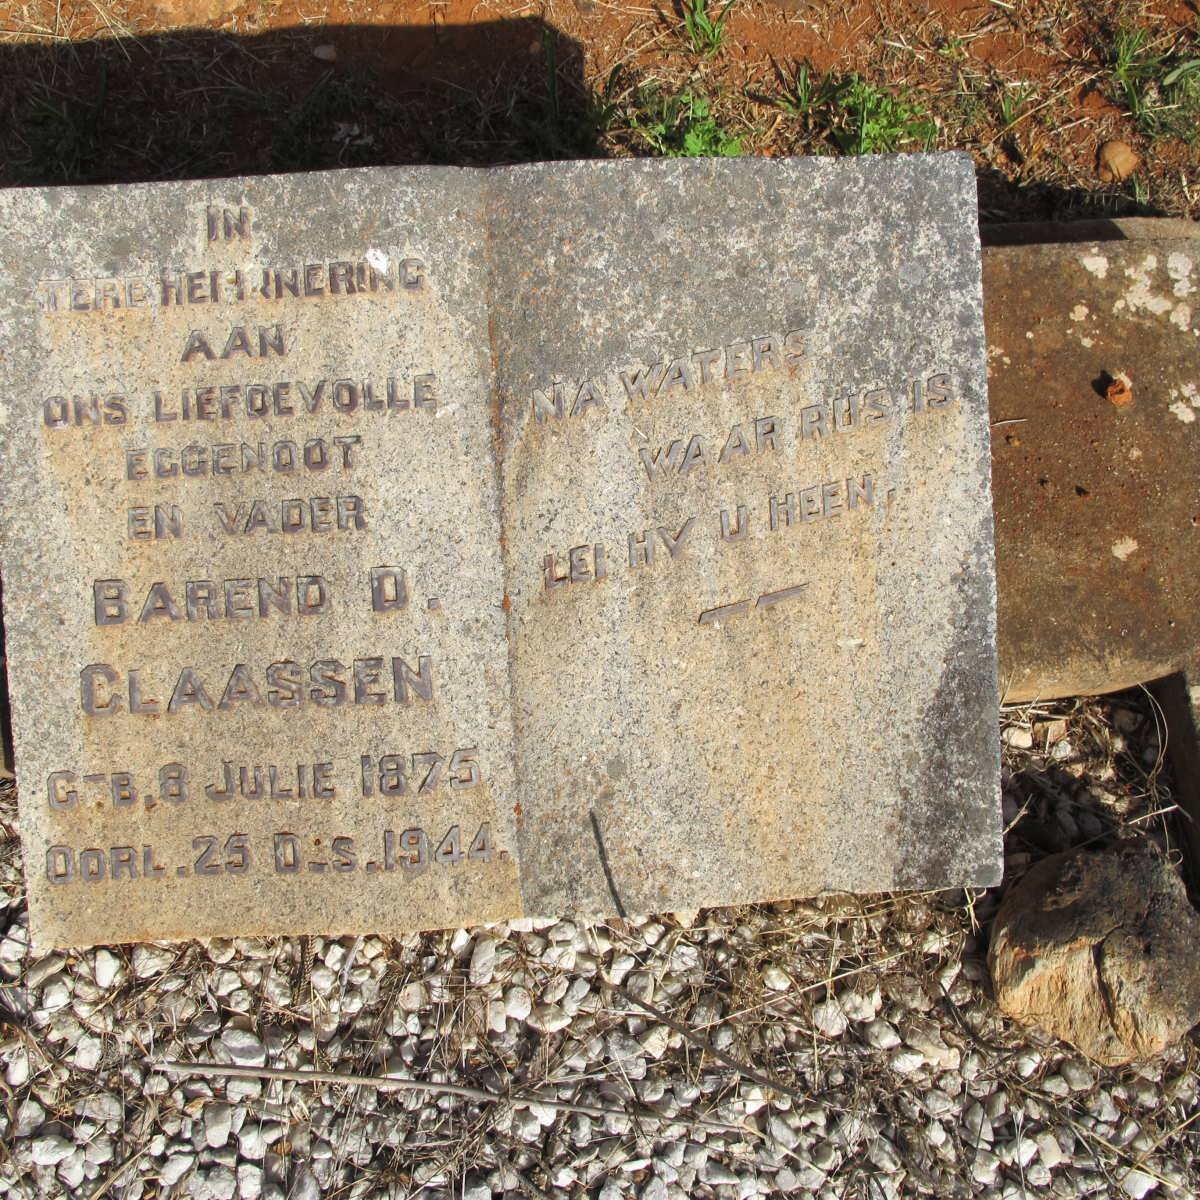 IN
TERE HERINNERING
AAN
ONS LIEFDEVOLLE
EGGENOOT
EN VADER
BAREND D.
CLAASSEN
GEB. 8 JULIE 1875
OORL. 25 DES. 1944.
NA WATERS
WAAR RUS IS
LEI HY U HEEN.